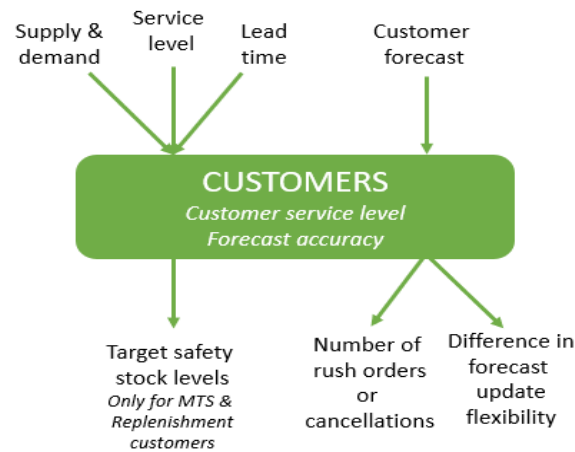 Supply &
demand
Service
level
Lead
time
Customer
forecast
CUSTOMERS
Customer service level
Forecast accuracy
Target safety
stock levels
Only for MTS &
Replenishment
customers
Number of
rush orders
or
cancellations
Difference in
forecast
update
flexibility